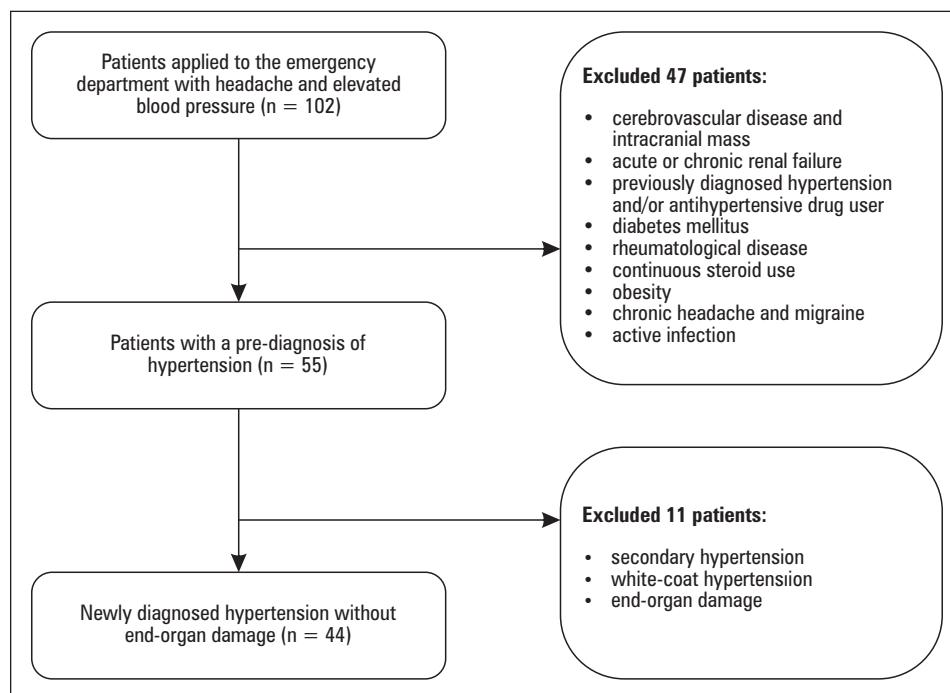 Patients applied to the emergency
department with headache and elevated
blood pressure (n = 102)
Excluded 47 patients:
• cerebrovascular disease and
intracranial mass
• acute or chronic renal failure
• previously diagnosed hypertension
and/or antihypertensive drug user
• diabetes mellitus
• rheumatological disease
• continuous steroid use
• obesity
• chronic headache and migraine
• active infection
Patients with a pre-diagnosis of
hypertension (n = 55)
Excluded 11 patients:
• secondary hypertension
• white-coat hypertensiion
• end-organ damage
Newly diagnosed hypertension without
end-organ damage (n = 44)